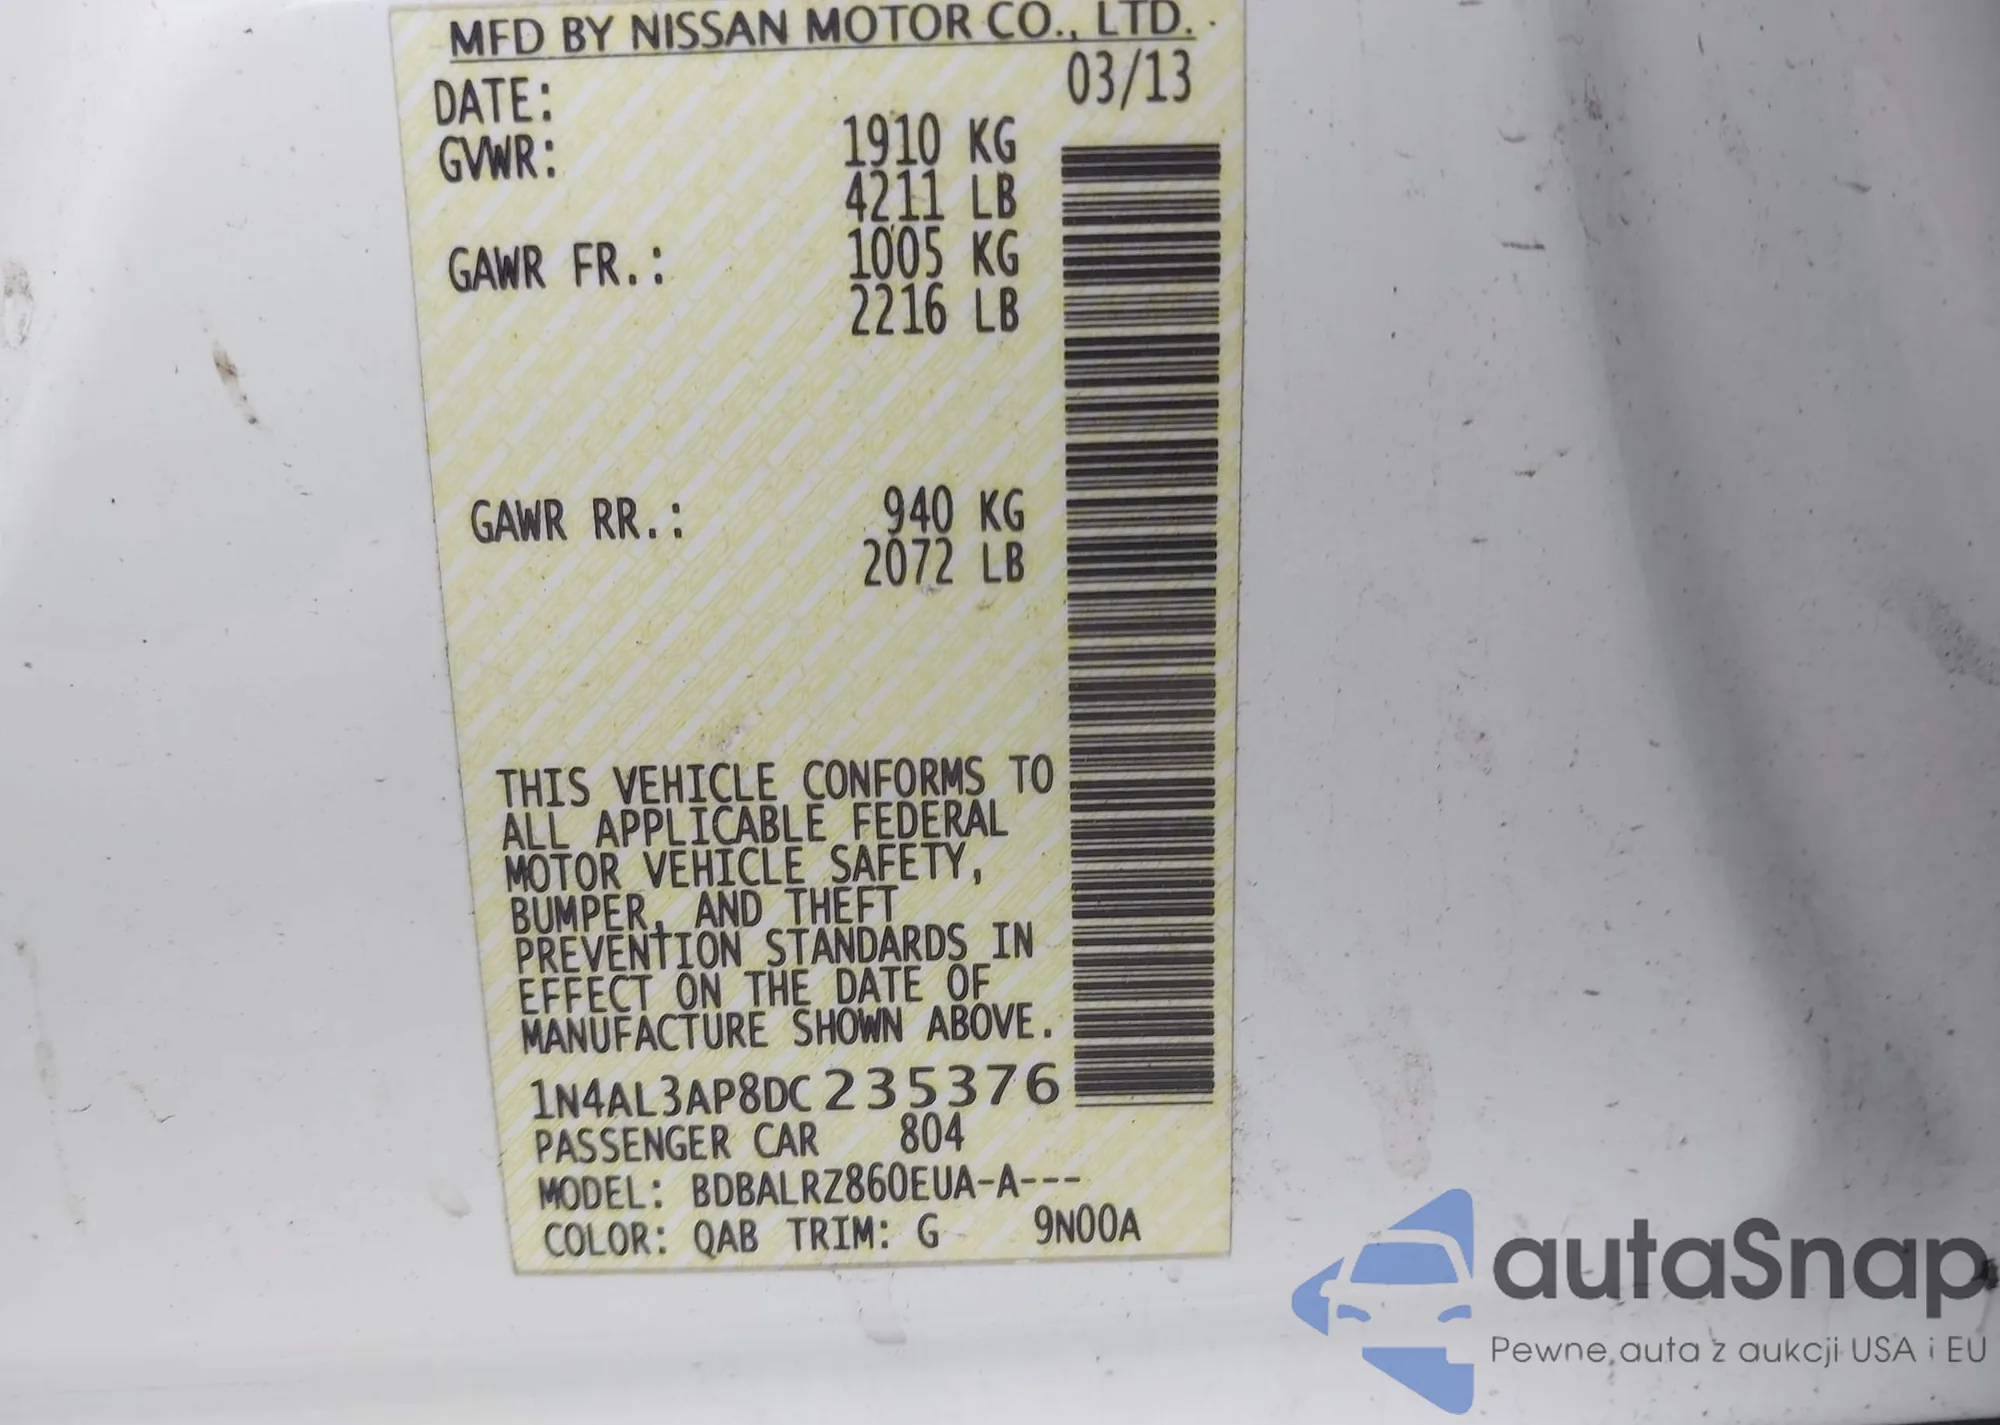 MFD BY NISSAN MOTOR CO., LTD.
DATE: 03/13
GVWR: 1910 KG
4211 LB
GAWR FR.: 1005 KG
2216 LB
GAWR RR.: 940 KG
2072 LB
THIS VEHICLE CONFORMS TO
ALL APPLICABLE FEDERAL
MOTOR VEHICLE SAFETY,
BUMPER, AND THEFT
PREVENTION STANDARDS IN
EFFECT ON THE DATE OF
MANUFACTURE SHOWN ABOVE.
1N4AL3AP8DC235376
PASSENGER CAR 804
MODEL: BDBALRZ860EUA-A---
COLOR: QAB TRIM: G 9N00A
autaSnap
Pewne auta z aukcji USA i EU